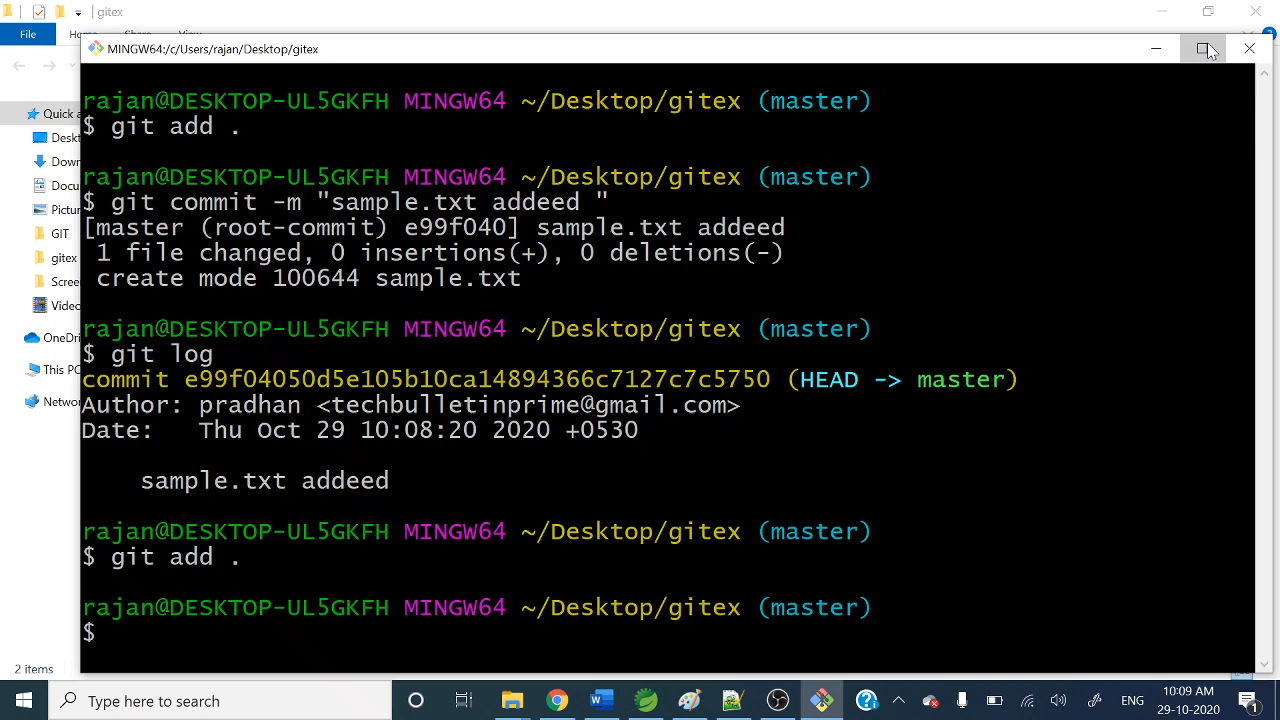 gitex
File
MINGW64:/c/Users/rajan/Desktop/gitex
rajan@DESKTOP-UL5GKFH MINGW64 ~/Desktop/gitex (master)
$ git add .
rajan@DESKTOP-UL5GKFH MINGW64 ~/Desktop/gitex (master)
$ git commit -m "sample.txt addeed "
[master (root-commit) e99f040] sample.txt addeed
1 file changed, 0 insertions(+), 0 deletions(-)
create mode 100644 sample.txt
rajan@DESKTOP-UL5GKFH MINGW64 ~/Desktop/gitex (master)
$ git log
commit e99f04050d5e105b10ca14894366c7127c7c5750 (HEAD -> master)
Author: pradhan <techbulletinprime@gmail.com>
Date:   Thu Oct 29 10:08:20 2020 +0530
sample.txt addeed
rajan@DESKTOP-UL5GKFH MINGW64 ~/Desktop/gitex (master)
$ git add .
rajan@DESKTOP-UL5GKFH MINGW64 ~/Desktop/gitex (master)
$
Quick a
Deskt
Down
Docu
Pictur
GIT
gitex
Scree
Video
OneDri
This PC
Netwo
2 items
Type here to search
ENG
10:09 AM
29-10-2020
1